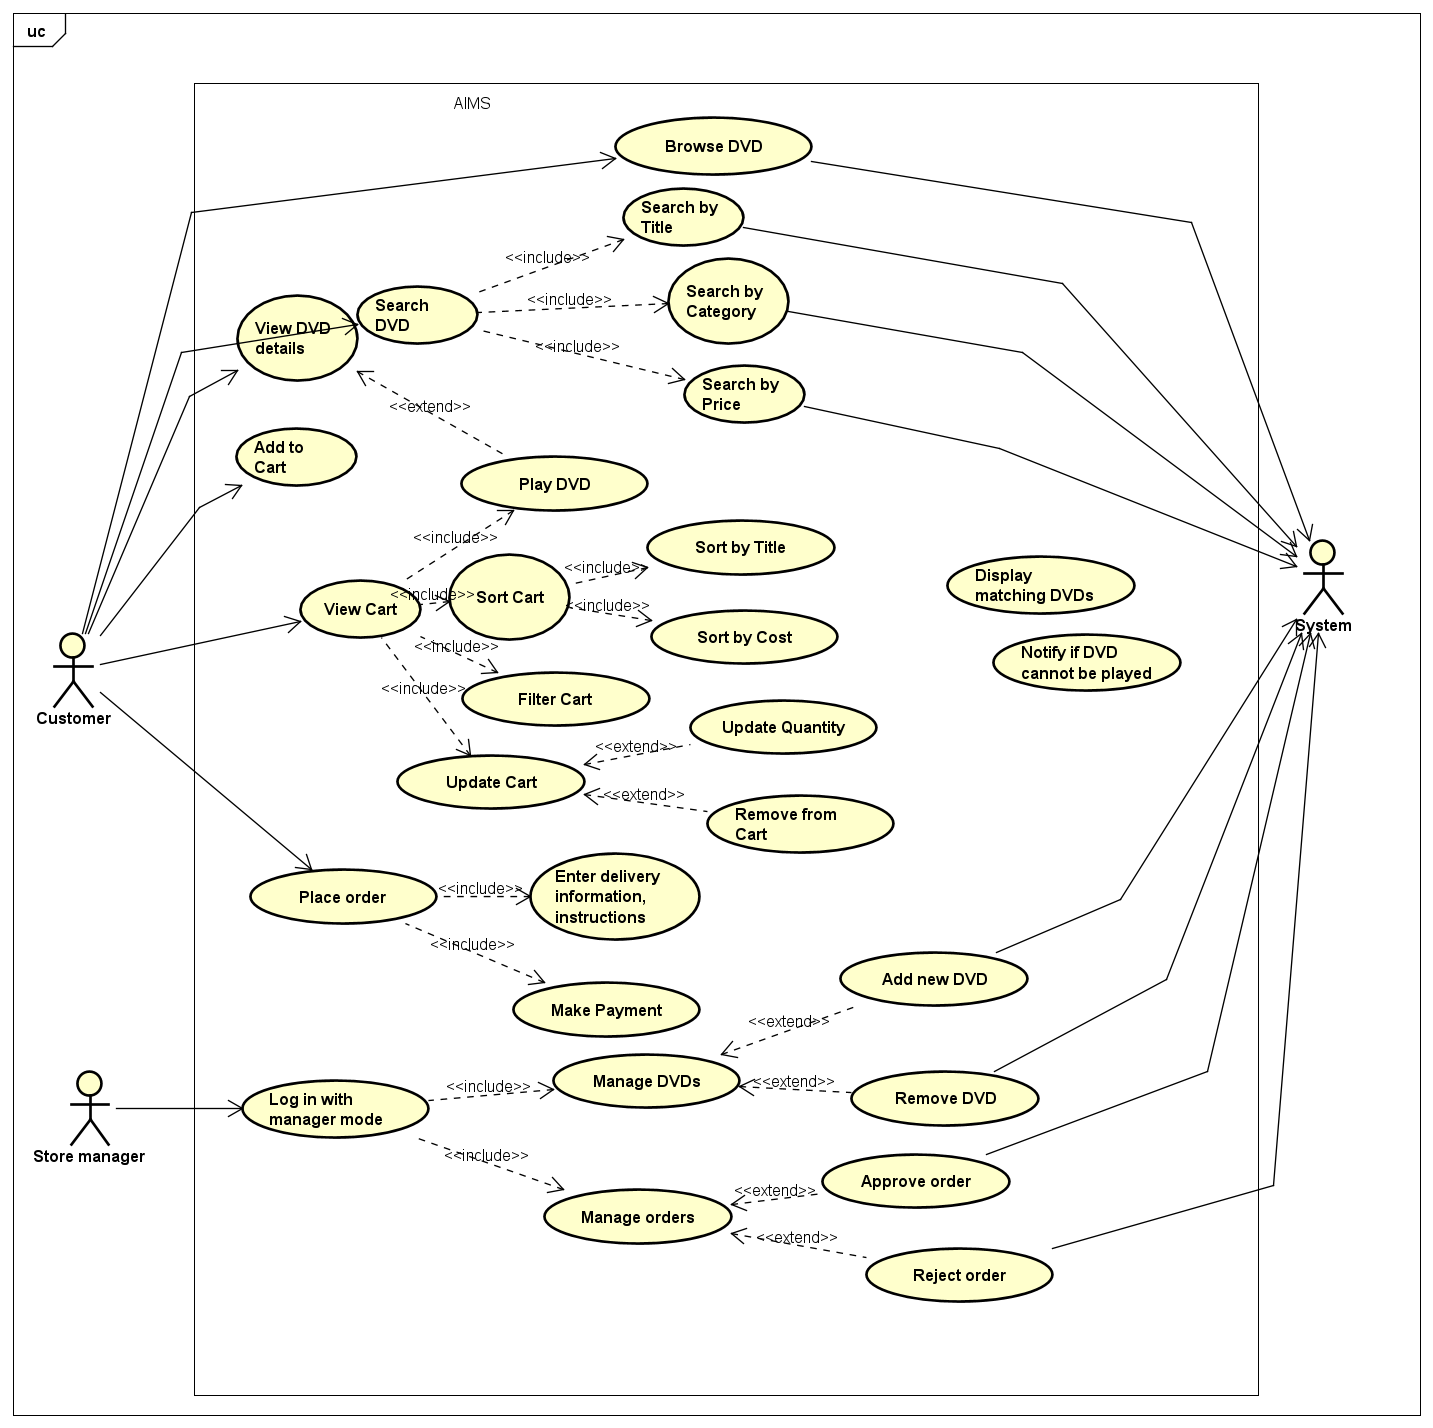 uc
AIMS
Browse DVD
Search by
Title
<<include>>
Search by
Category
<<include>>
Search
DVD
View DVD
details
<<include>>
Search by
Price
<<extend>>
Add to
Cart
Play DVD
<<include>>
Sort by Title
<<include>>
Display
matching DVDs
View Cart
<<include>>
Sort Cart
<<include>>
Sort by Cost
System
<<include>>
Notify if DVD
cannot be played
<<include>>
Filter Cart
Customer
Update Quantity
<<extend>>
Update Cart
<<extend>>
Remove from
Cart
Place order
<<include>>
Enter delivery
information,
instructions
<<include>>
Add new DVD
Make Payment
<<extend>>
Manage DVDs
<<include>>
<<extend>>
Remove DVD
Log in with
manager mode
Store manager
<<include>>
Approve order
<<extend>>
Manage orders
<<extend>>
Reject order